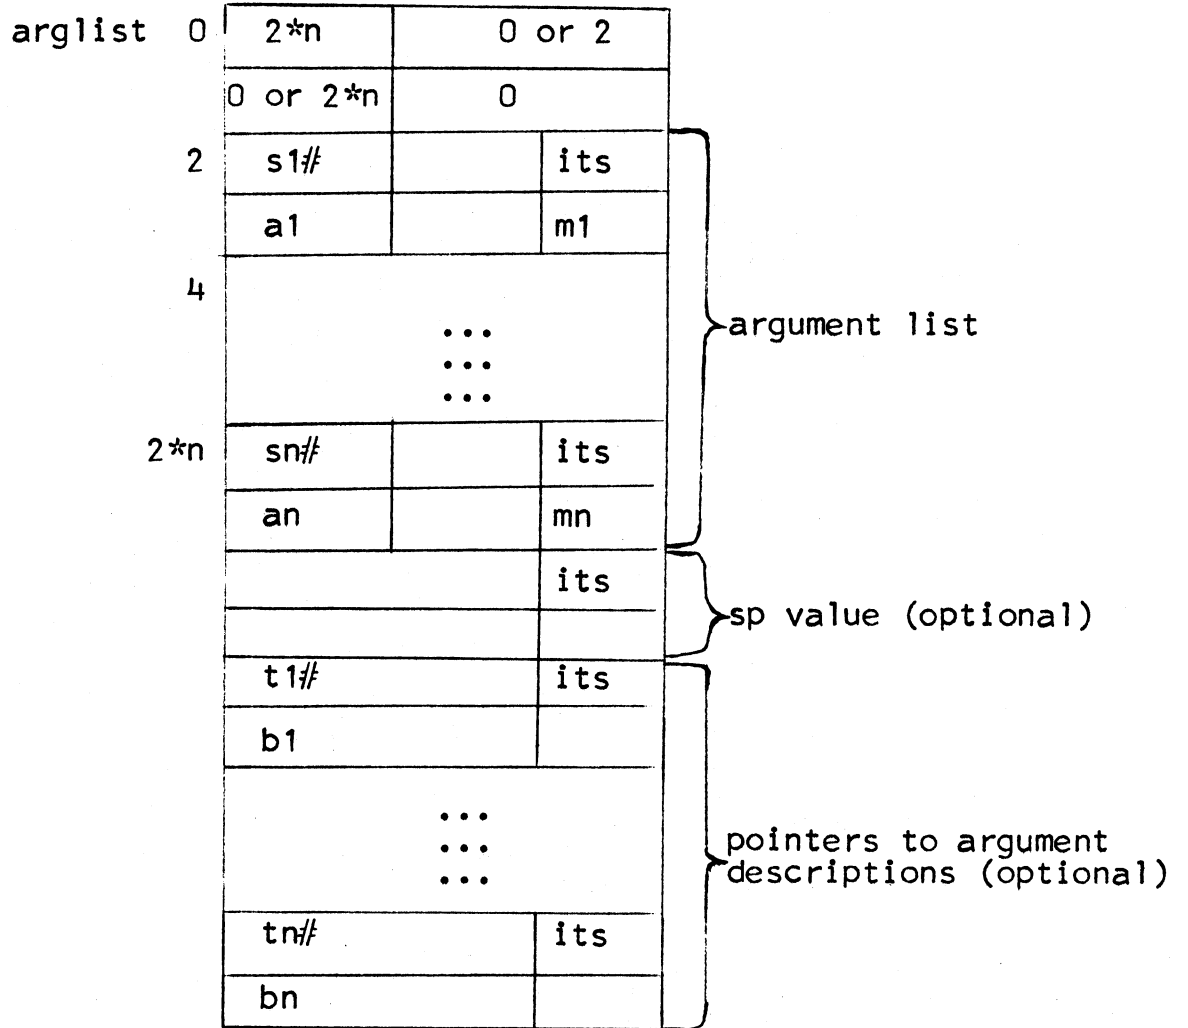 arglist 0 2*n 0 or 2
0 or 2*n 0
2 s1# its
a1 m1
4
...
...
...
argument list
2*n sn# its
an mn
its
sp value (optional)
t1# its
b1
...
...
...
pointers to argument
descriptions (optional)
tn# its
bn